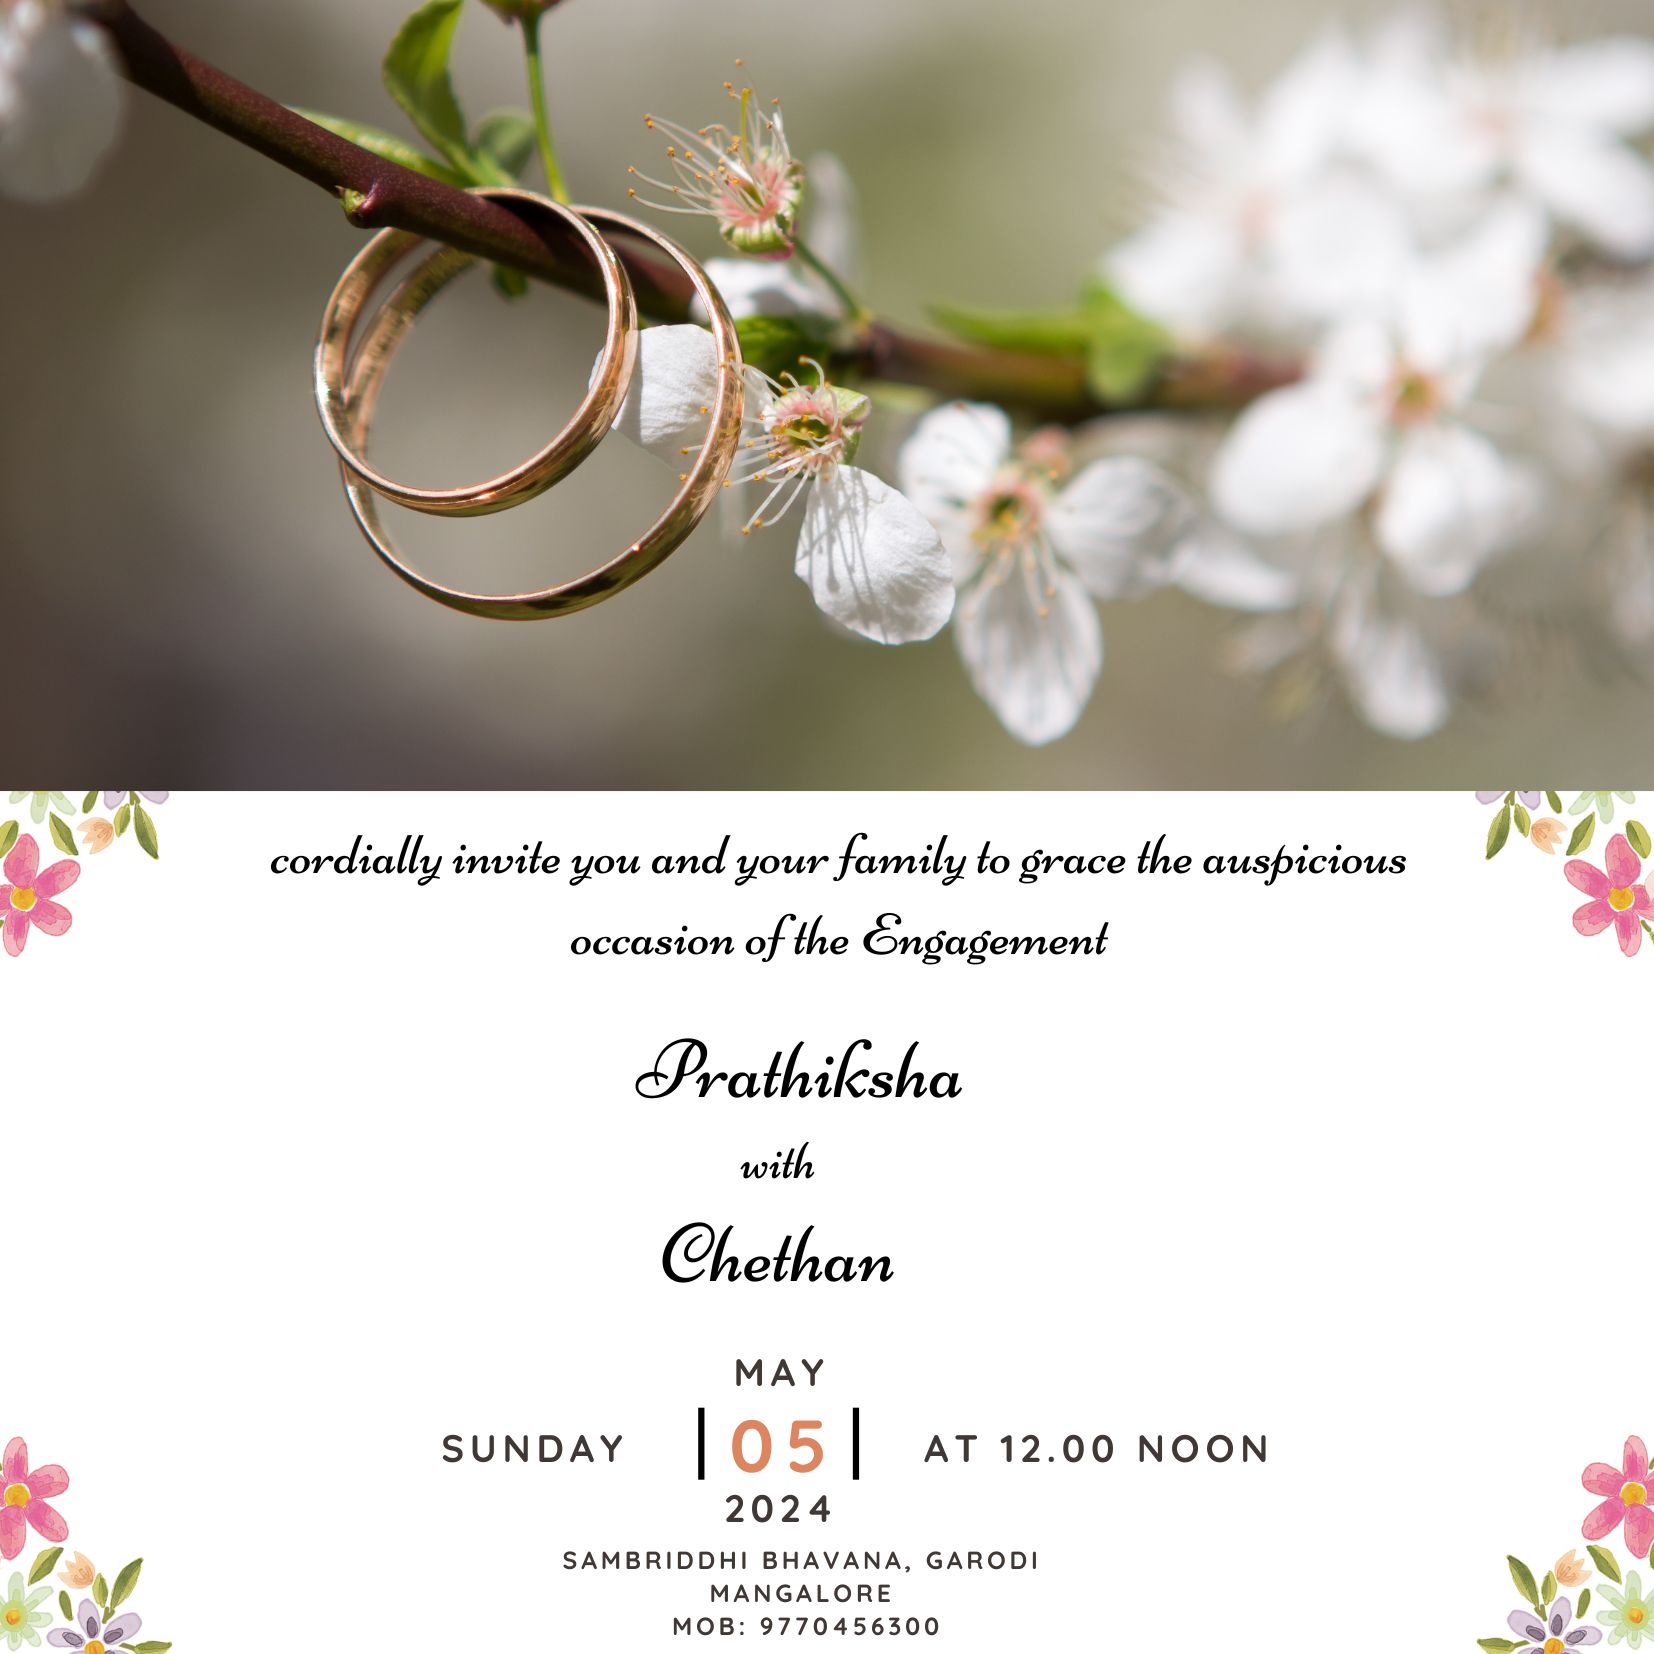 cordially invite you and your family to grace the auspicious
occasion of the Engagement
Prathiksha
with
Chethan
MAY
SUNDAY | 05 | AT 12.00 NOON
2024
SAMBRIDDHI BHAVANA, GARODI
MANGALORE
MOB: 9770456300